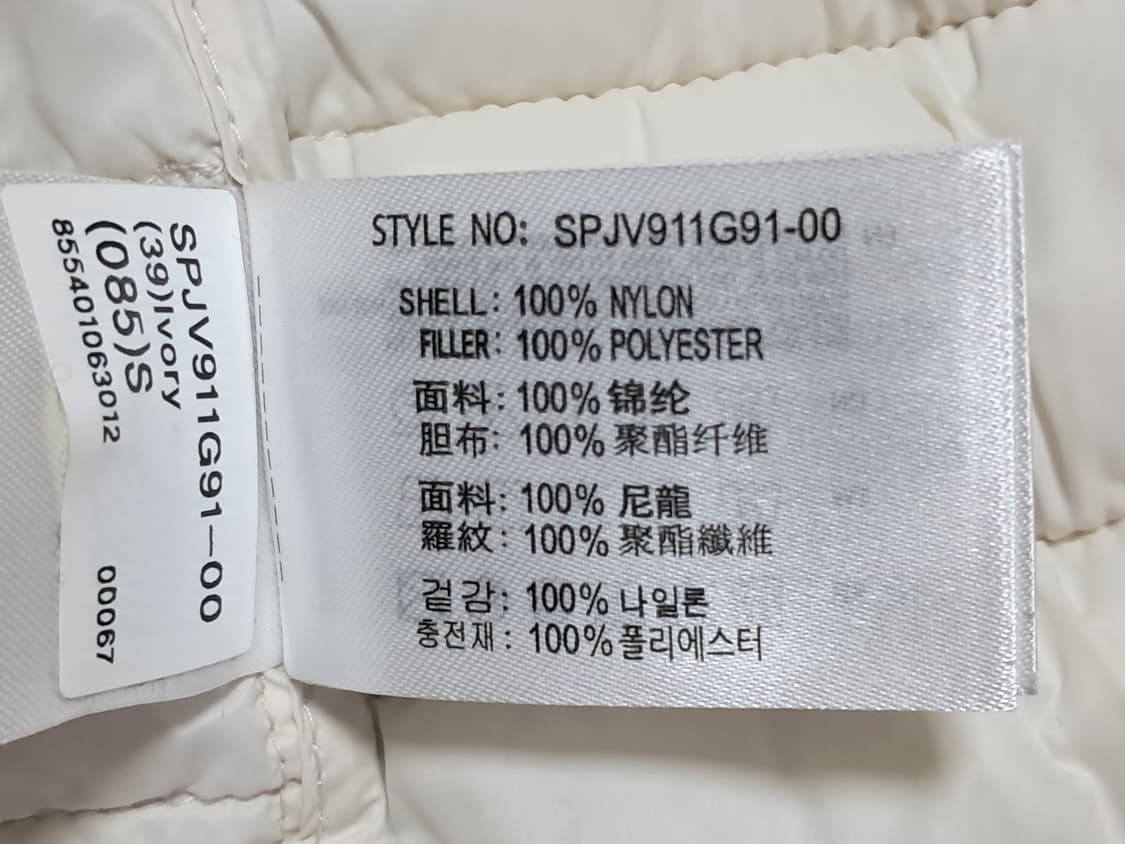 SPJV911G91-00
(39)Ivory
(085)S
855401063012 00067
STYLE NO: SPJV911G91-00
SHELL: 100% NYLON
FILLER: 100% POLYESTER
面料: 100% 锦纶
胆布: 100% 聚酯纤维
面料: 100% 尼龍
羅紋: 100% 聚酯纖維
겉감: 100% 나일론
충전재: 100% 폴리에스터